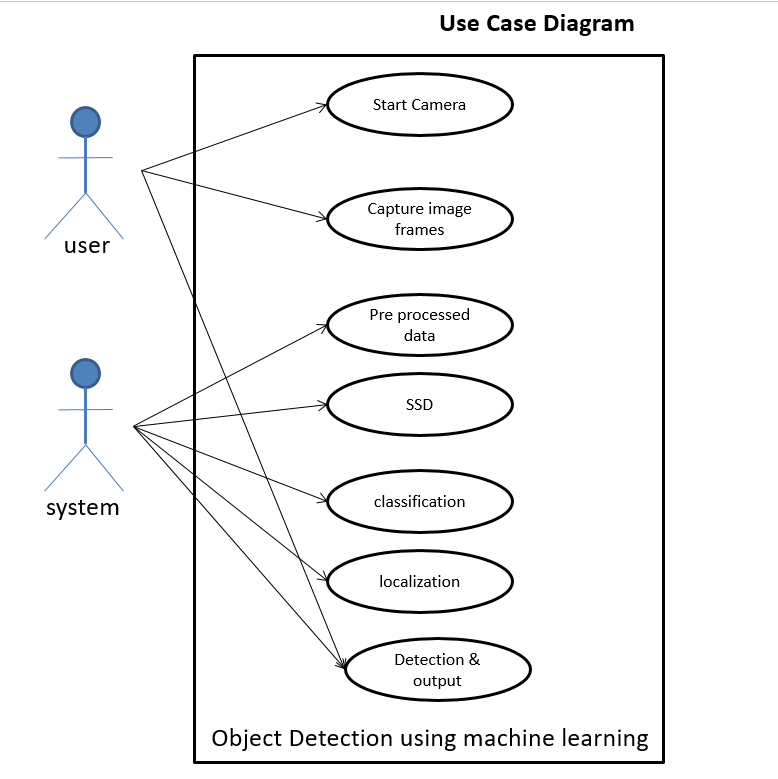 Use Case Diagram
Start Camera
Capture image
frames
user
Pre processed
data
SSD
system
classification
localization
Detection &
output
Object Detection using machine learning